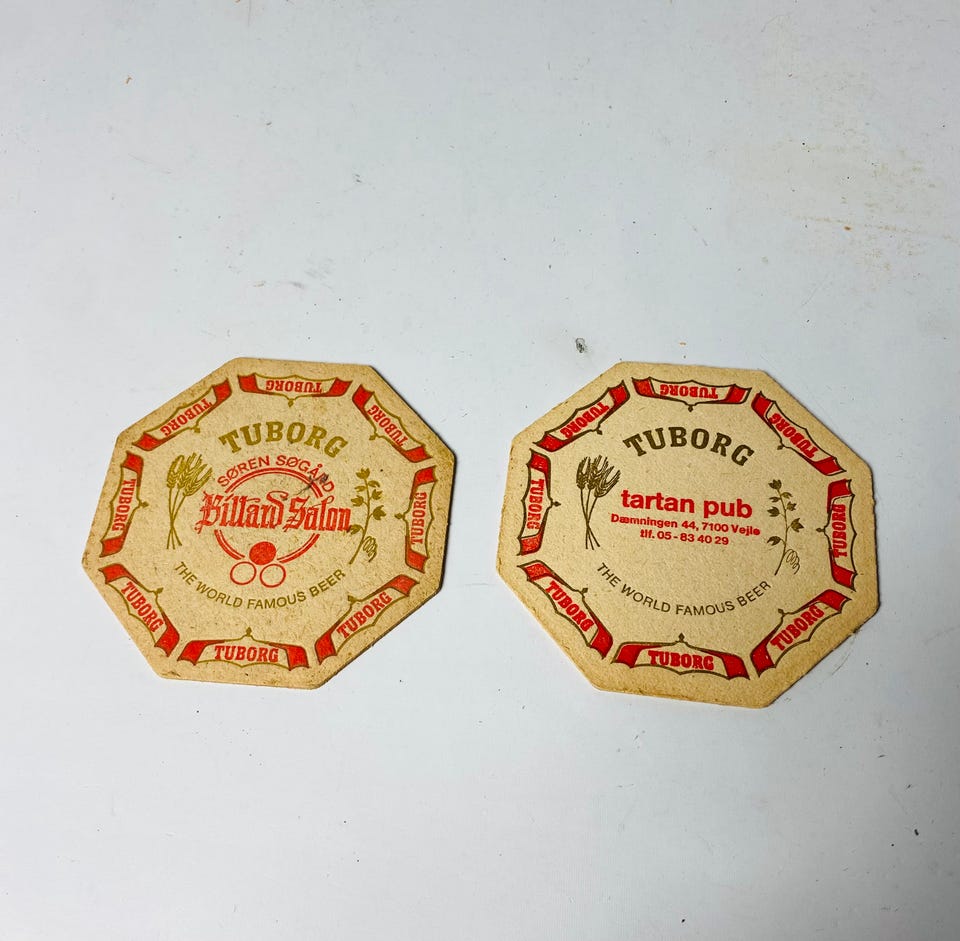 TUBORG
TUBORG
TUBORG
TUBORG
TUBORG
TUBORG
TUBORG
TUBORG
TUBORG
SØREN SØGÅRD
Billard Salon
THE WORLD FAMOUS BEER
TUBORG
TUBORG
TUBORG
TUBORG
TUBORG
TUBORG
TUBORG
TUBORG
TUBORG
tartan pub
Dæmningen 44, 7100 Vejle
tlf. 05 - 83 40 29
THE WORLD FAMOUS BEER